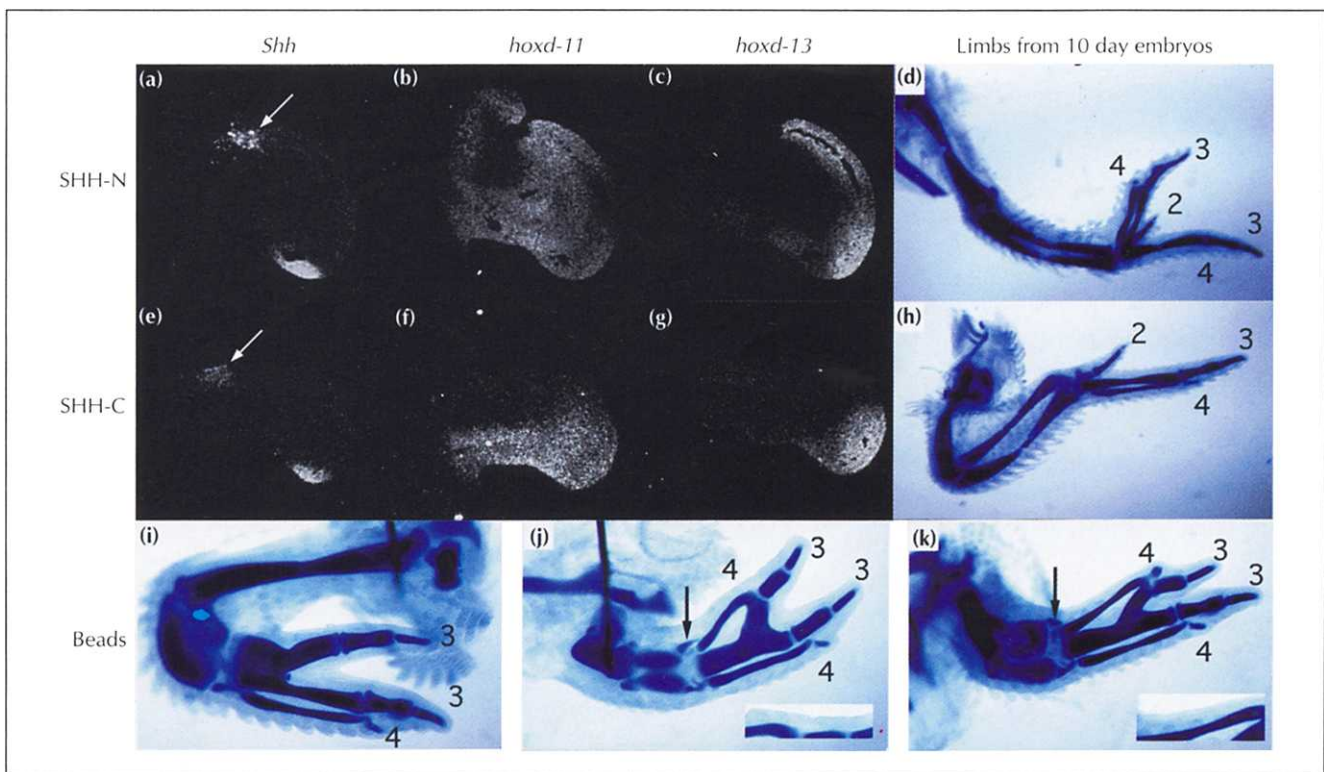 Shh hoxd-11 hoxd-13 Limbs from 10 day embryos
SHH-N (a) (b) (c) (d) 4 3 2 3 4
SHH-C (e) (f) (g) (h) 2 3 4
Beads (i) 3 3 4 (j) 4 3 3 4 (k) 4 3 3 4